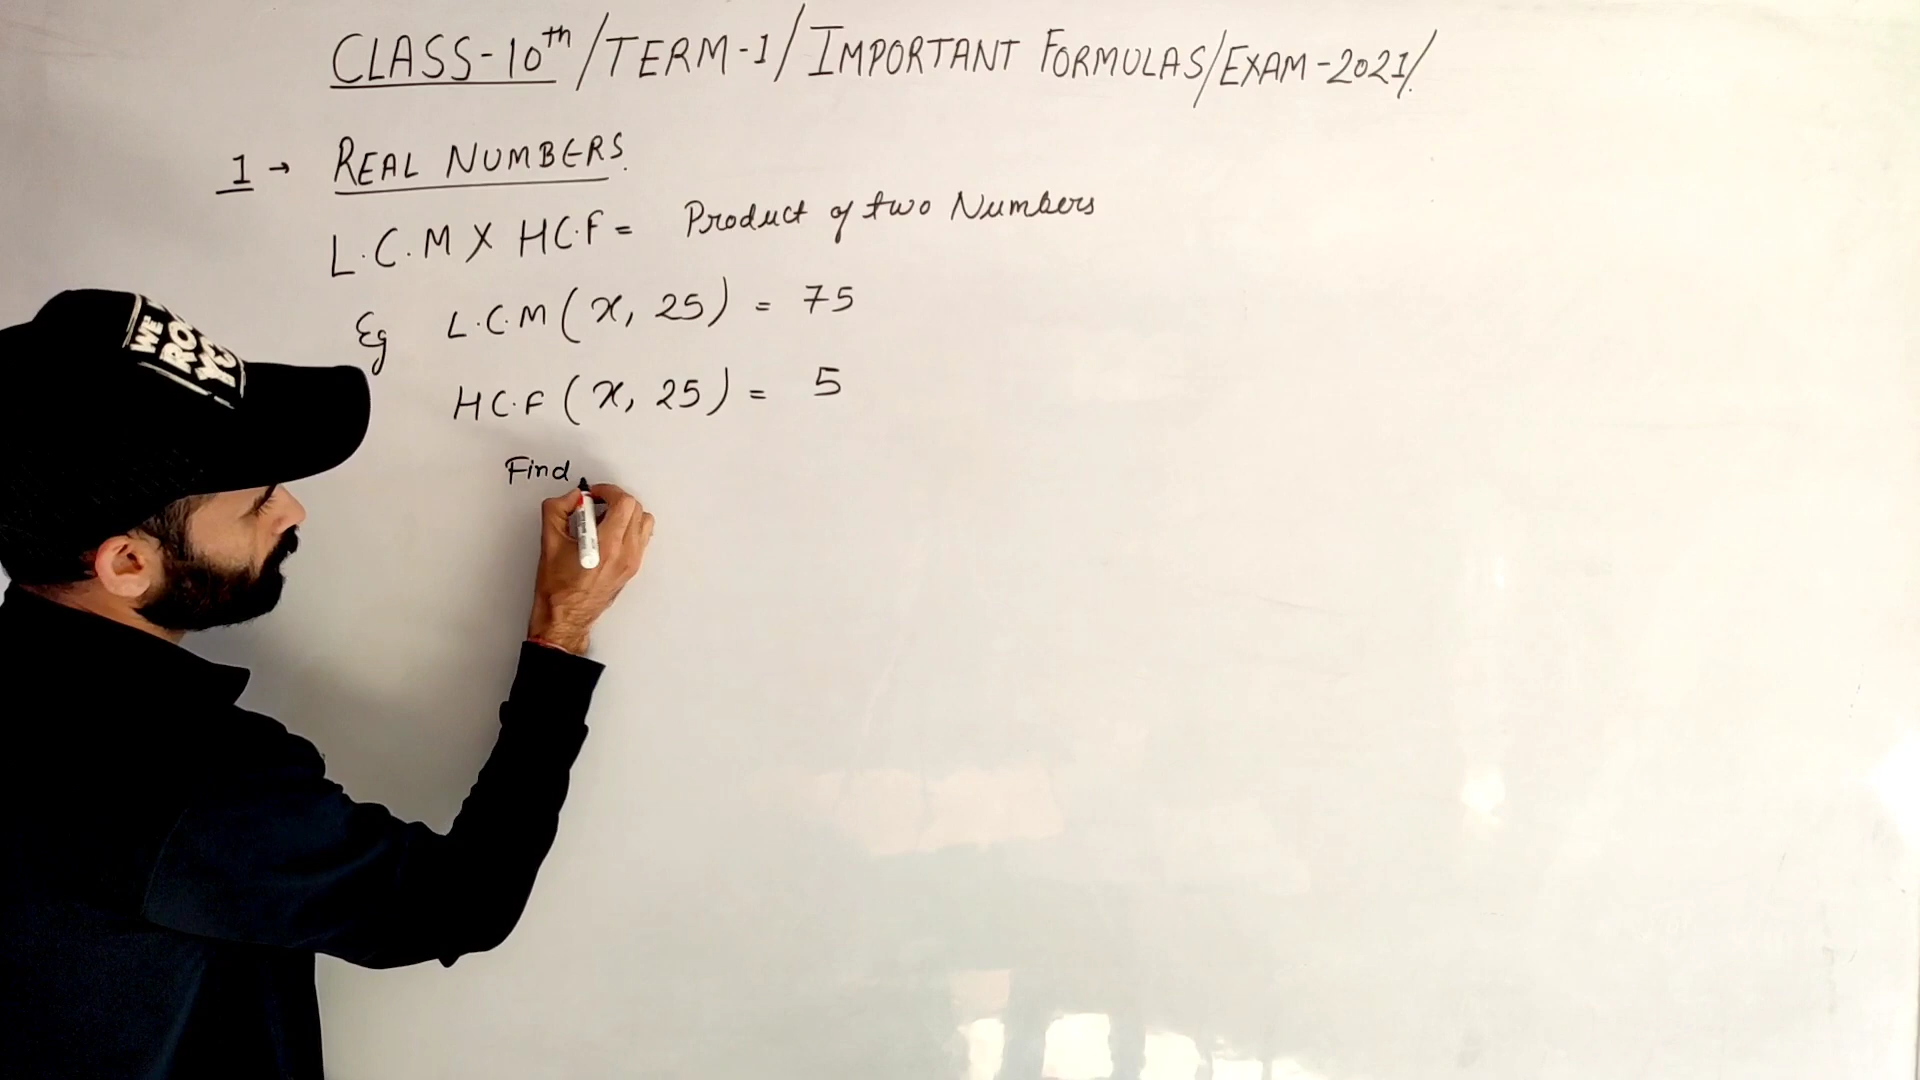 CLASS-10th/TERM-1/IMPORTANT FORMULAS/EXAM-2021/
1 → REAL NUMBERS.
L.C.M X H.C.F = Product of two Numbers
Eg L.C.M (x, 25) = 75
H.C.F (x, 25) = 5
Find
WE